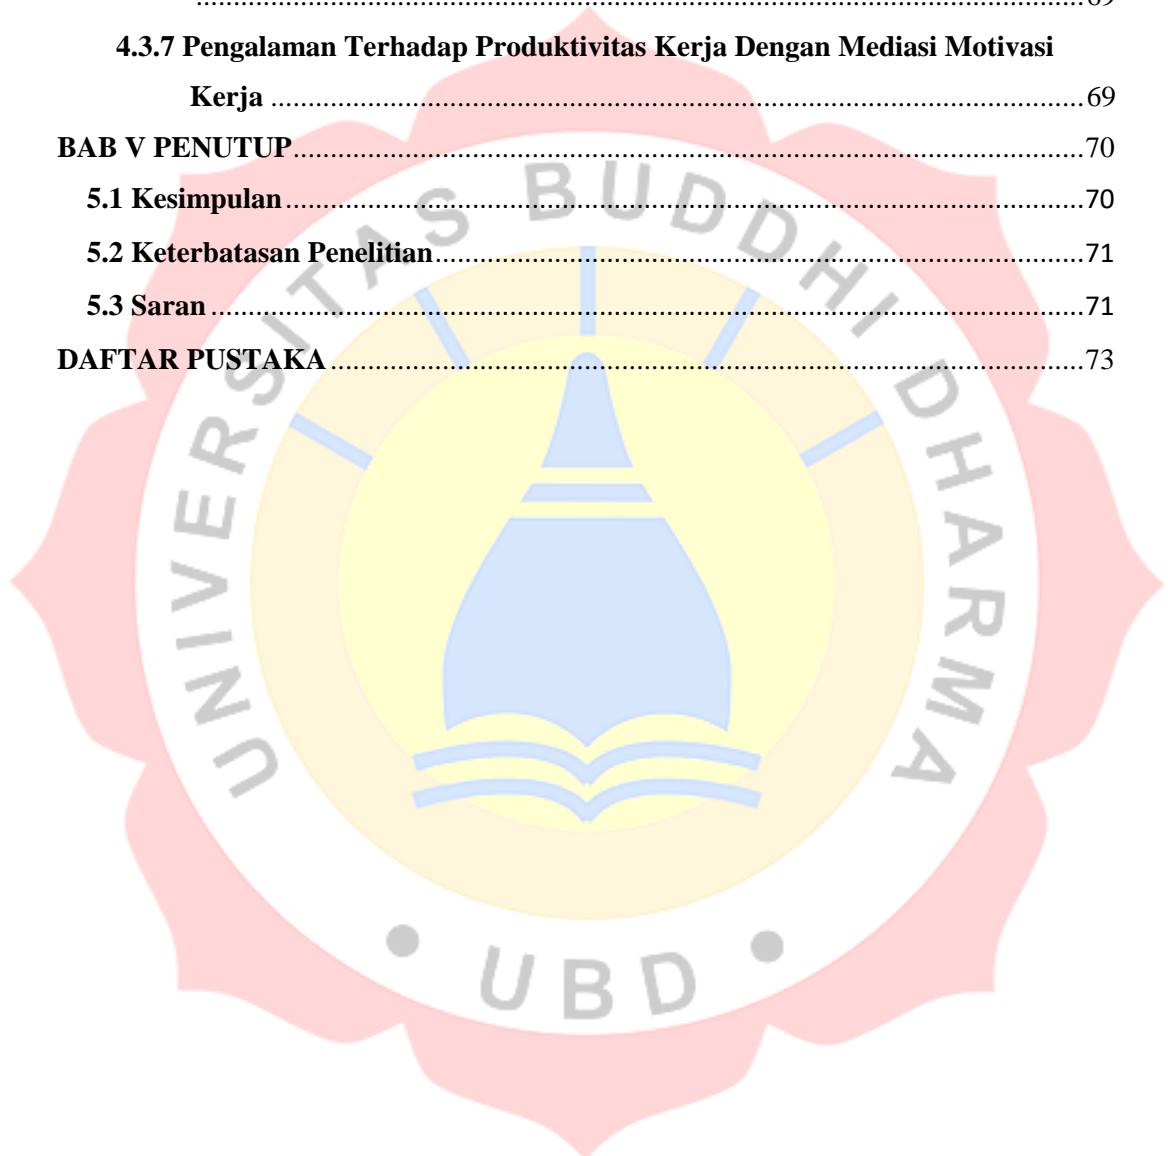 ....................................................................................................................69
4.3.7 Pengalaman Terhadap Produktivitas Kerja Dengan Mediasi Motivasi
Kerja ..........................................................................................................69
BAB V PENUTUP.......................................................................................................70
5.1 Kesimpulan........................................................................................................70
5.2 Keterbatasan Penelitian.....................................................................................71
5.3 Saran..................................................................................................................71
DAFTAR PUSTAKA..................................................................................................73
UNIVERSITAS BUDDHI DHARMA
• UBD •